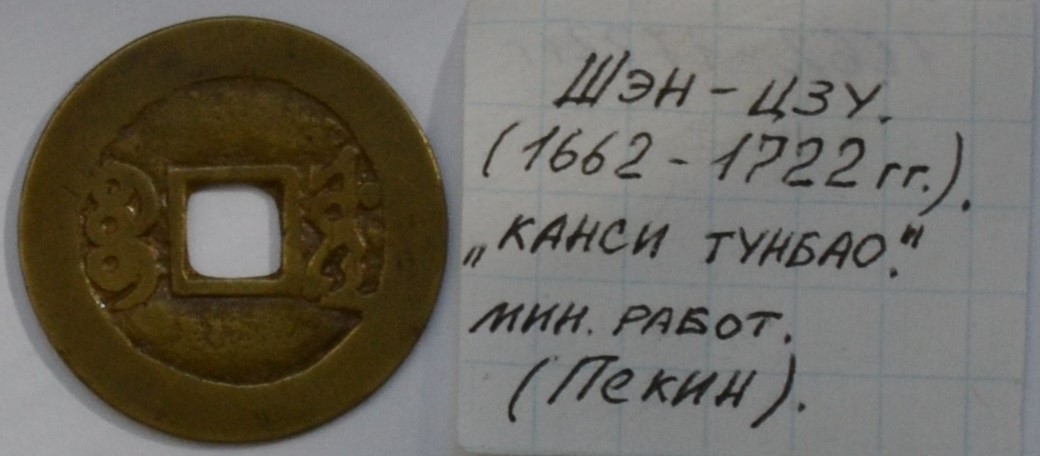 ШЭН - ЦЗУ.
(1662 - 1722 гг.).
„КАНСИ ТУНБАО."
МИН. РАБОТ.
(Пекин).